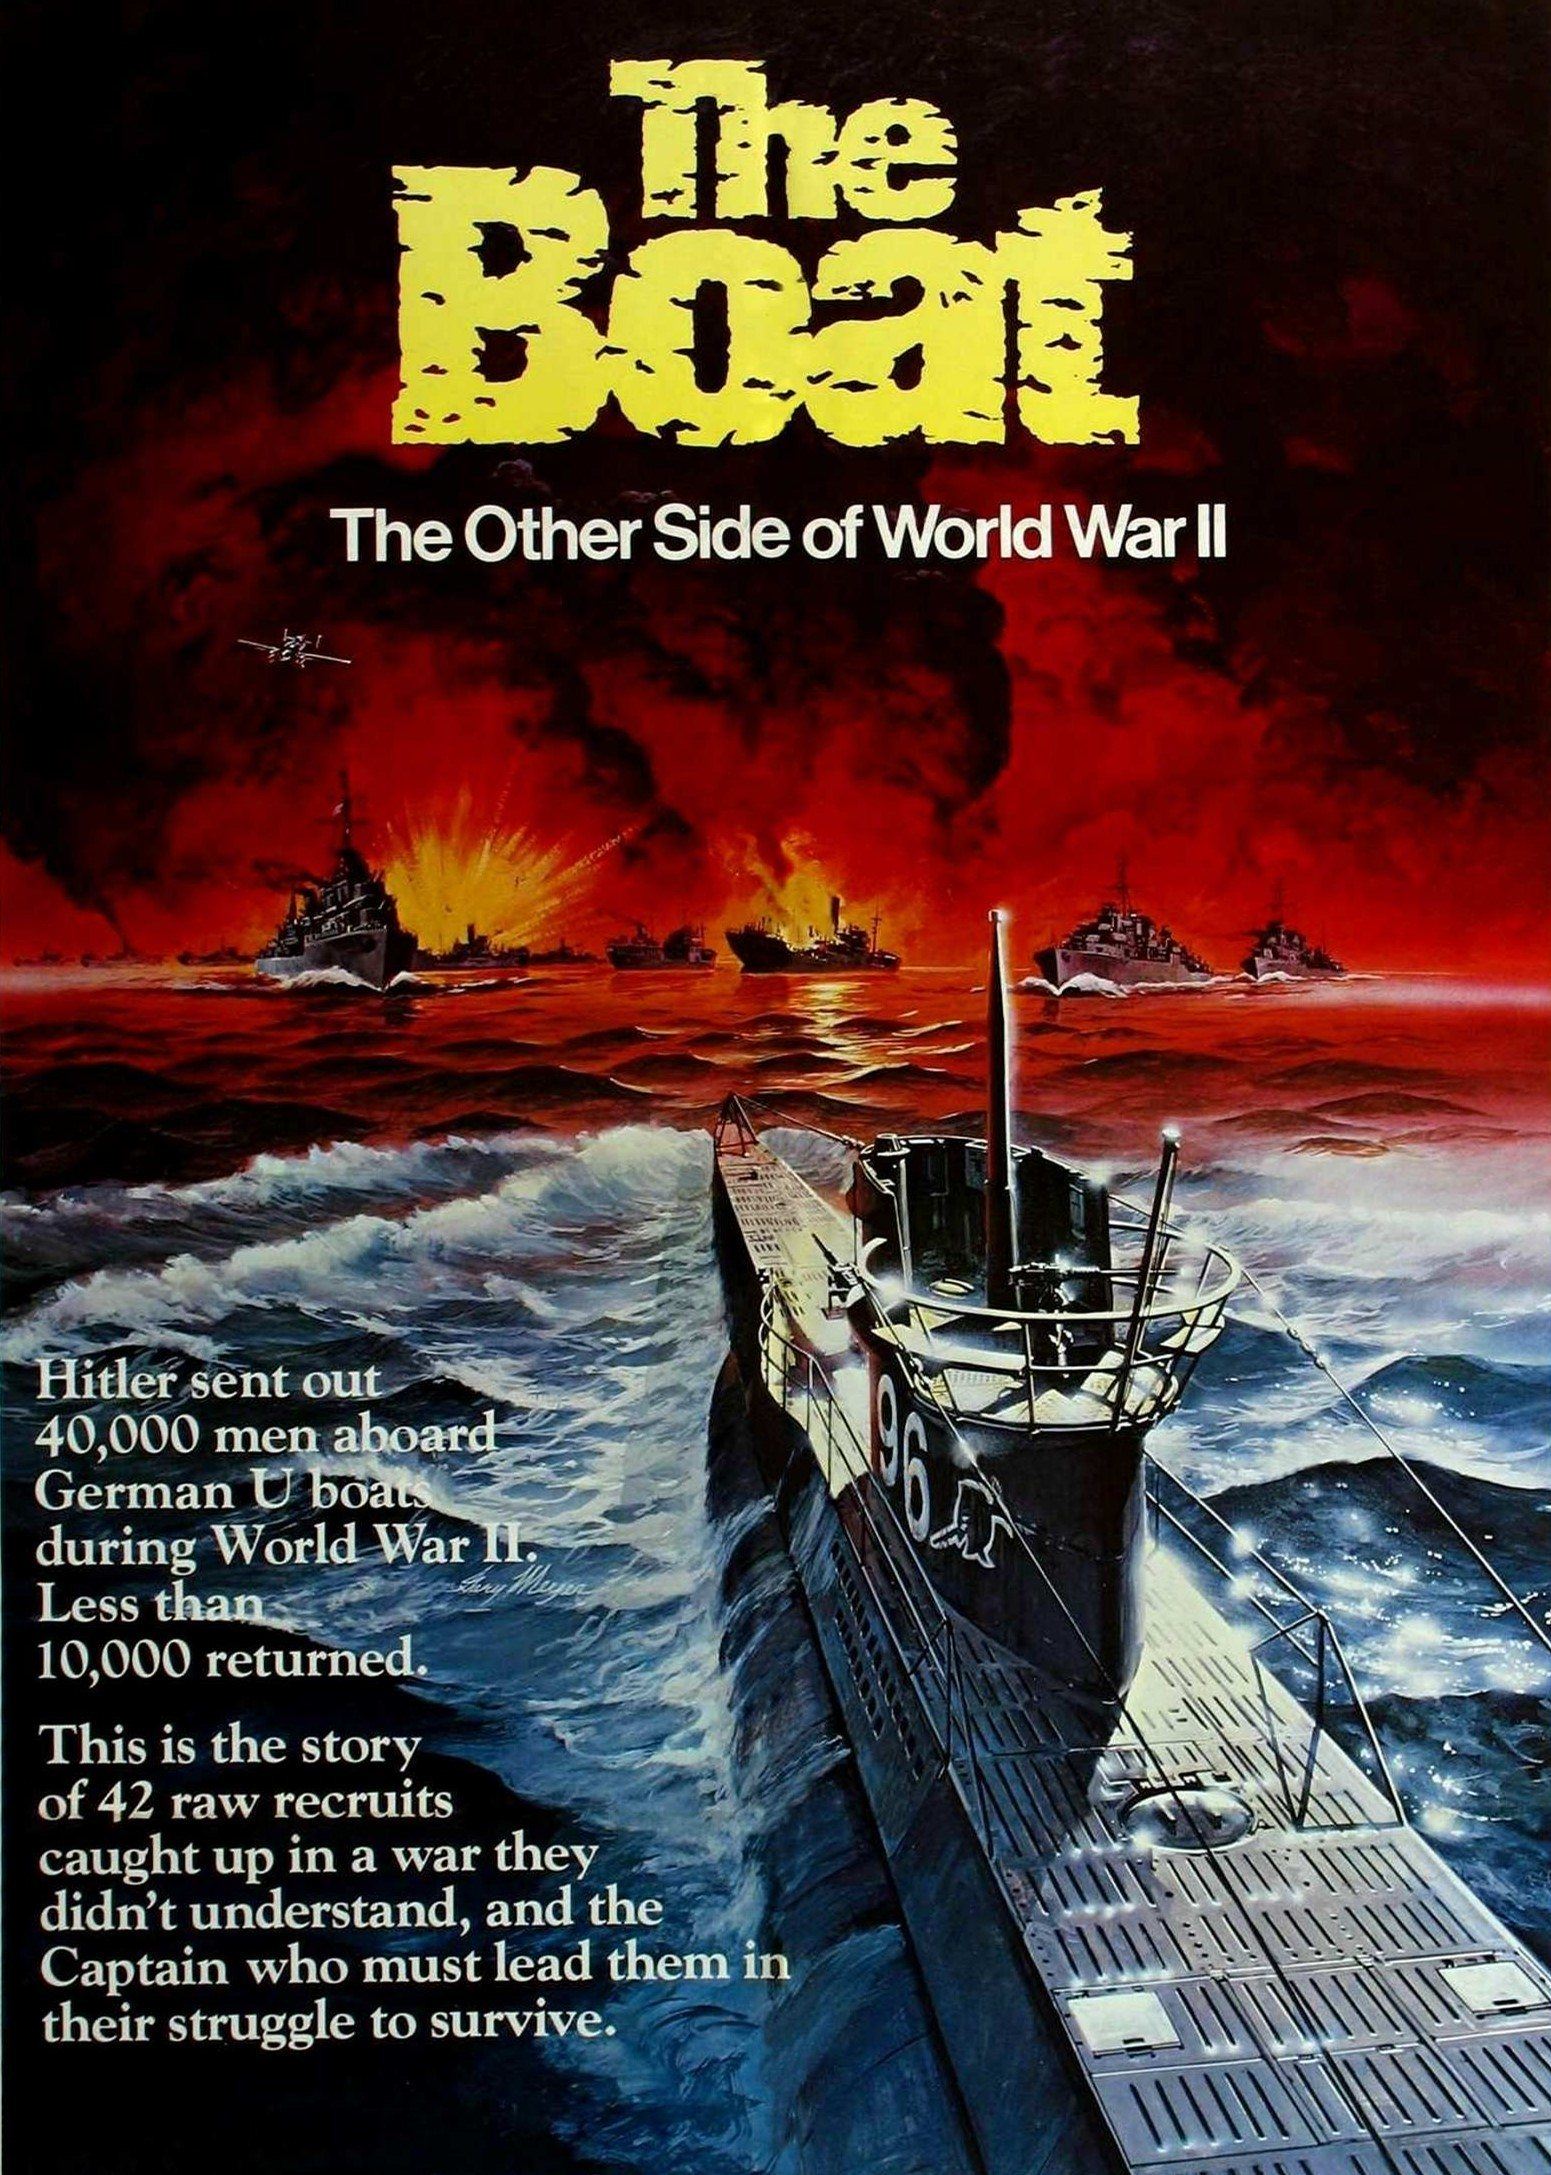 The
Boat
The Other Side of World War II
Hitler sent out
40,000 men aboard
German U boats
during World War II.
Less than
10,000 returned.
This is the story
of 42 raw recruits
caught up in a war they
didn't understand, and the
Captain who must lead them in
their struggle to survive.
96